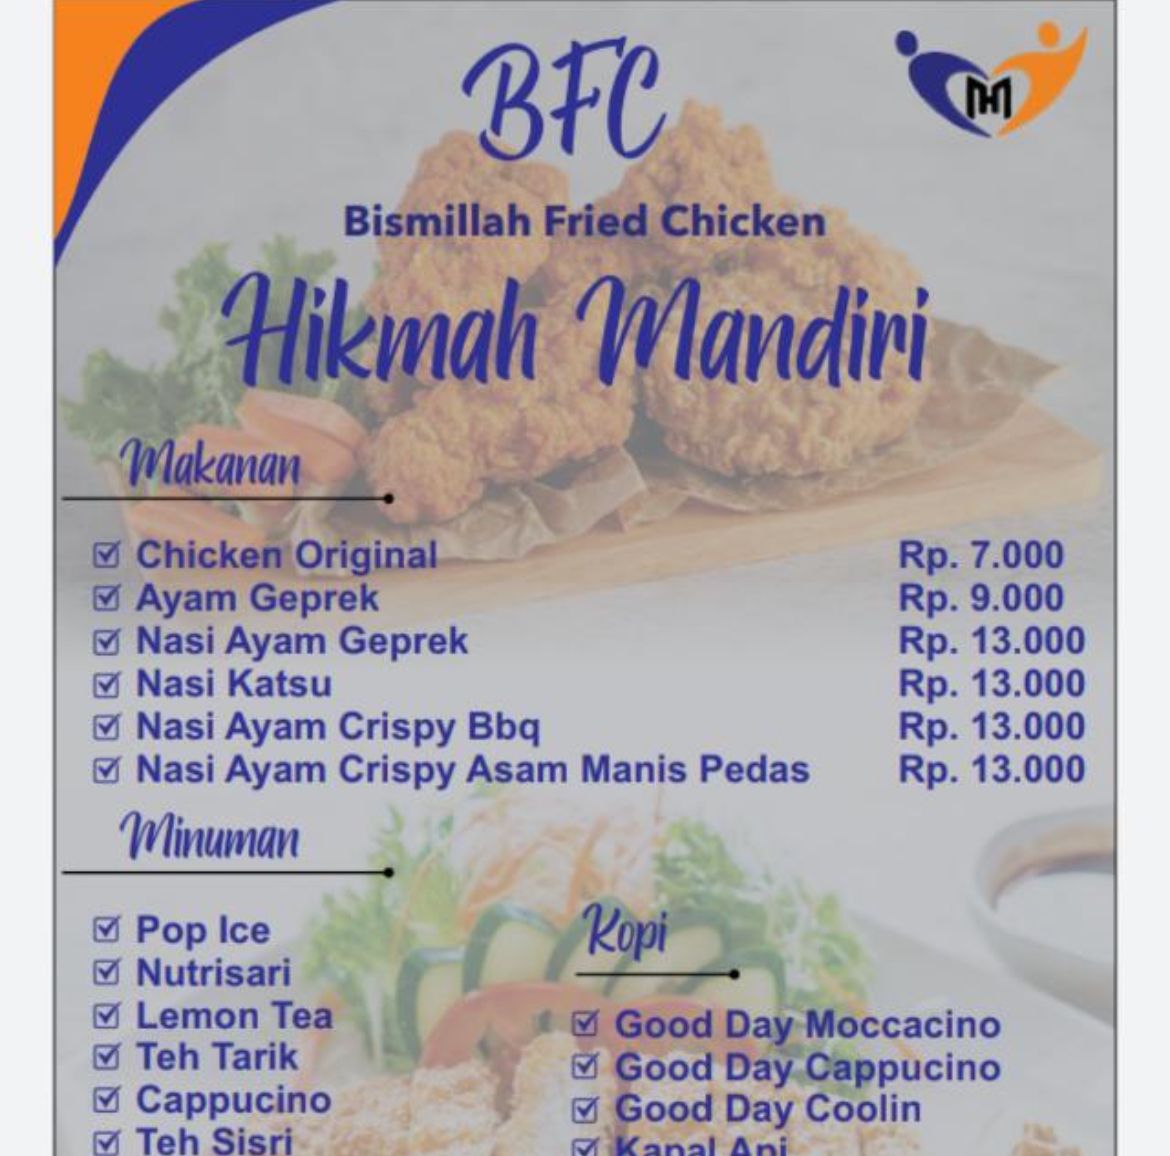 BFC
Bismillah Fried Chicken
Hikmah Mandiri
Makanan
Chicken Original Rp. 7.000
Ayam Geprek Rp. 9.000
Nasi Ayam Geprek Rp. 13.000
Nasi Katsu Rp. 13.000
Nasi Ayam Crispy Bbq Rp. 13.000
Nasi Ayam Crispy Asam Manis Pedas Rp. 13.000
Minuman
Pop Ice
Nutrisari
Lemon Tea
Teh Tarik
Cappucino
Teh Sisri
Kopi
Good Day Moccacino
Good Day Cappucino
Good Day Coolin
Kapal Api